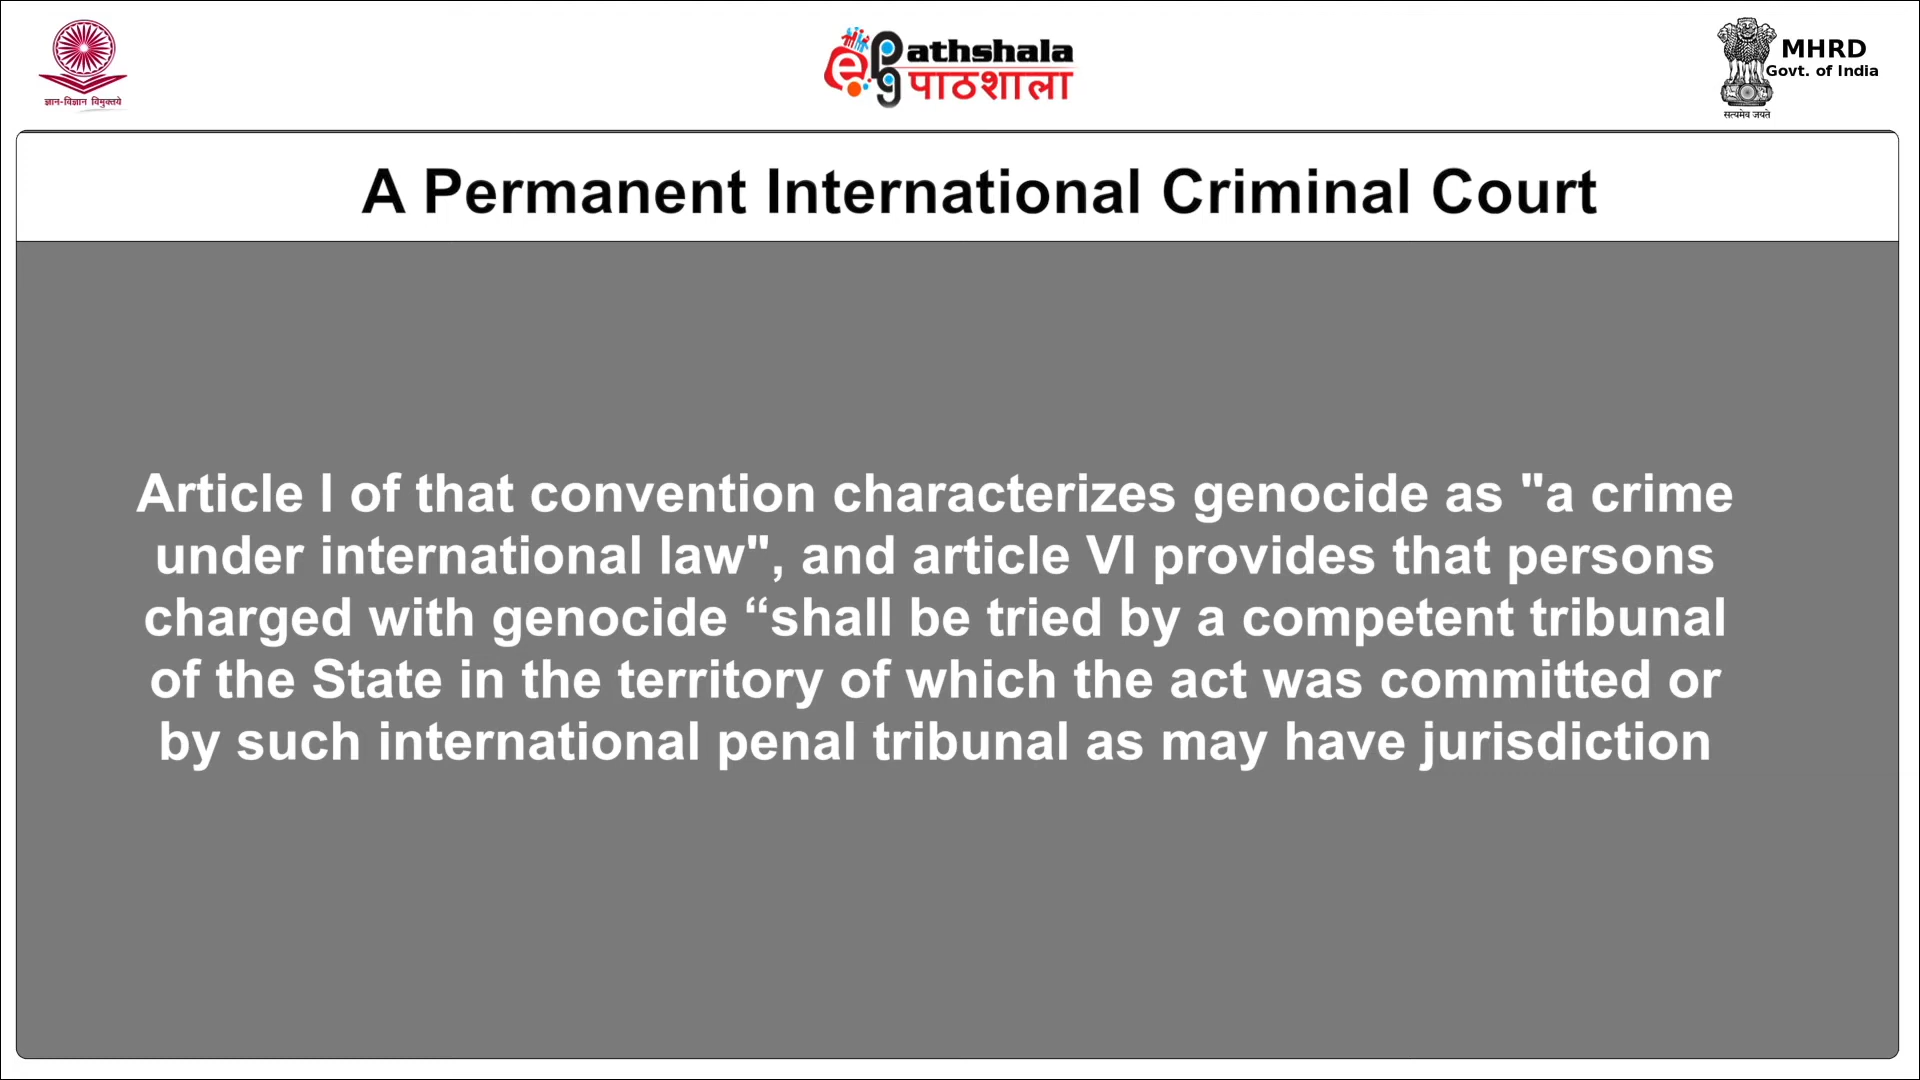 ज्ञान-विज्ञान विमुक्तये
ePathshala
पाठशाला
MHRD
Govt. of India
सत्यमेव जयते
A Permanent International Criminal Court
Article I of that convention characterizes genocide as "a crime
under international law", and article VI provides that persons
charged with genocide “shall be tried by a competent tribunal
of the State in the territory of which the act was committed or
by such international penal tribunal as may have jurisdiction